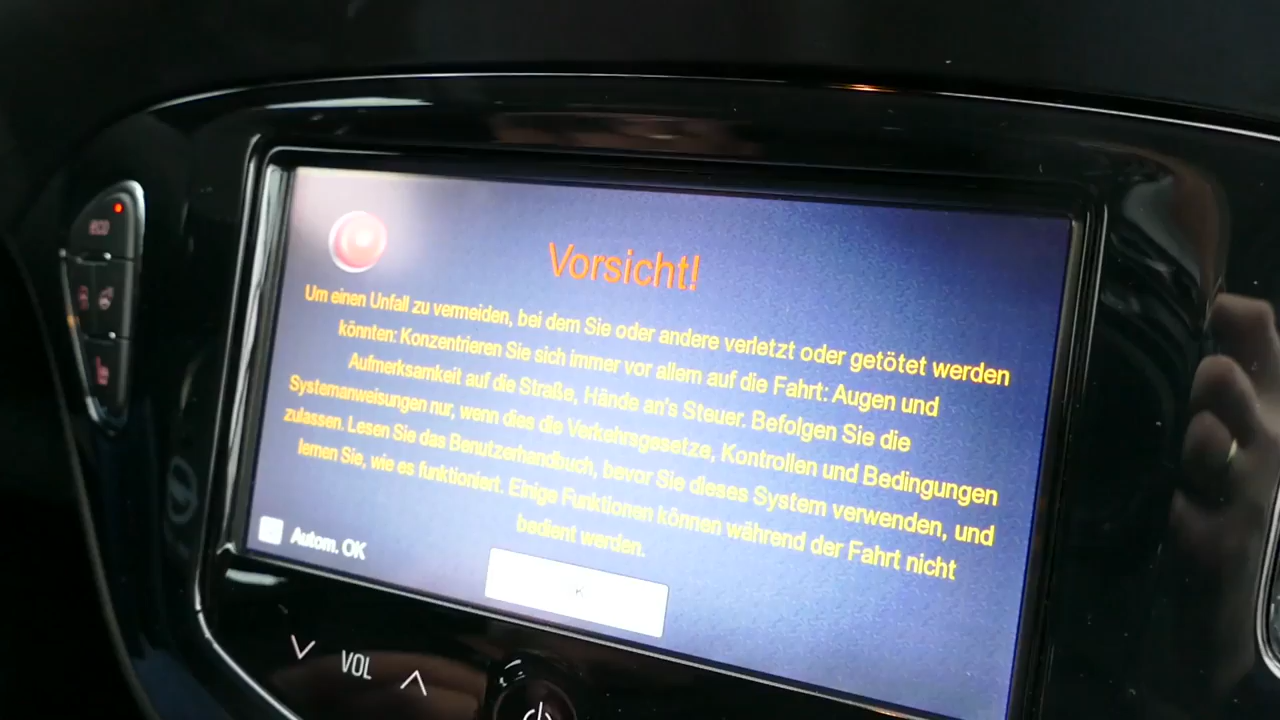 eco
Vorsicht!
Um einen Unfall zu vermeiden, bei dem Sie oder andere verletzt oder getötet werden
könnten: Konzentrieren Sie sich immer vor allem auf die Fahrt: Augen und
Aufmerksamkeit auf die Straße, Hände an's Steuer. Befolgen Sie die
Systemanweisungen nur, wenn dies die Verkehrsgesetze, Kontrollen und Bedingungen
zulassen. Lesen Sie das Benutzerhandbuch, bevor Sie dieses System verwenden, und
lernen Sie, wie es funktioniert. Einige Funktionen können während der Fahrt nicht
bedient werden.
Autom. OK
VOL